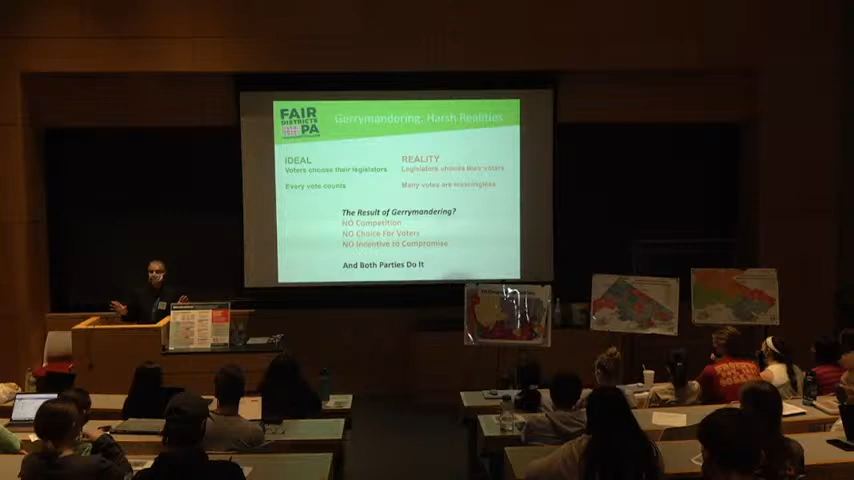 FAIR
DISTRICTS
PA
Gerrymandering: Harsh Realities
IDEAL
Voters choose their legislators
Every vote counts
REALITY
Legislators choose their voters
Many votes are meaningless
The Result of Gerrymandering?
NO Competition
NO Choice For Voters
NO Incentive to Compromise
And Both Parties Do It